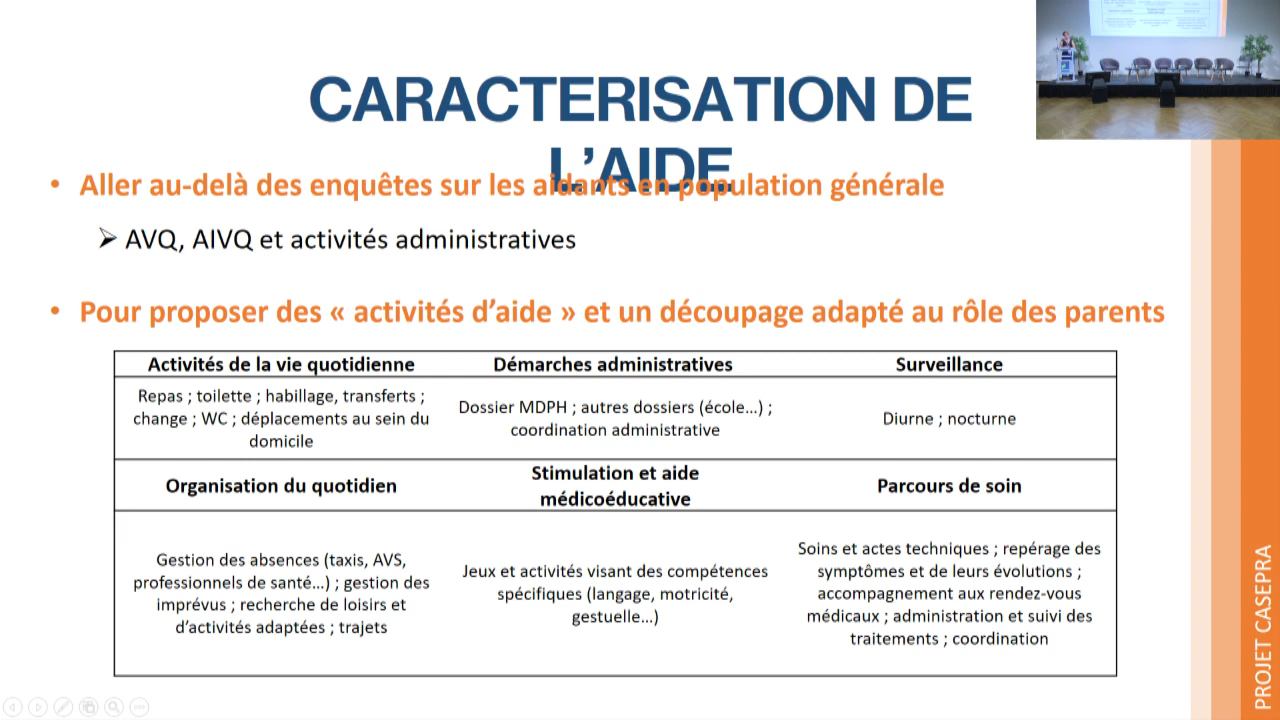 CARACTERISATION DE
L’AIDE
• Aller au-delà des enquêtes sur les aidants en population générale
➢ AVQ, AIVQ et activités administratives
• Pour proposer des « activités d’aide » et un découpage adapté au rôle des parents
Activités de la vie quotidienne
Démarches administratives
Surveillance
Repas ; toilette ; habillage, transferts ;
change ; WC ; déplacements au sein du
domicile
Dossier MDPH ; autres dossiers (école…) ;
coordination administrative
Diurne ; nocturne
Organisation du quotidien
Stimulation et aide
médicoéducative
Parcours de soin
Gestion des absences (taxis, AVS,
professionnels de santé…) ; gestion des
imprévus ; recherche de loisirs et
d’activités adaptées ; trajets
Jeux et activités visant des compétences
spécifiques (langage, motricité,
gestuelle…)
Soins et actes techniques ; repérage des
symptômes et de leurs évolutions ;
accompagnement aux rendez-vous
médicaux ; administration et suivi des
traitements ; coordination
PROJET CASEPRA